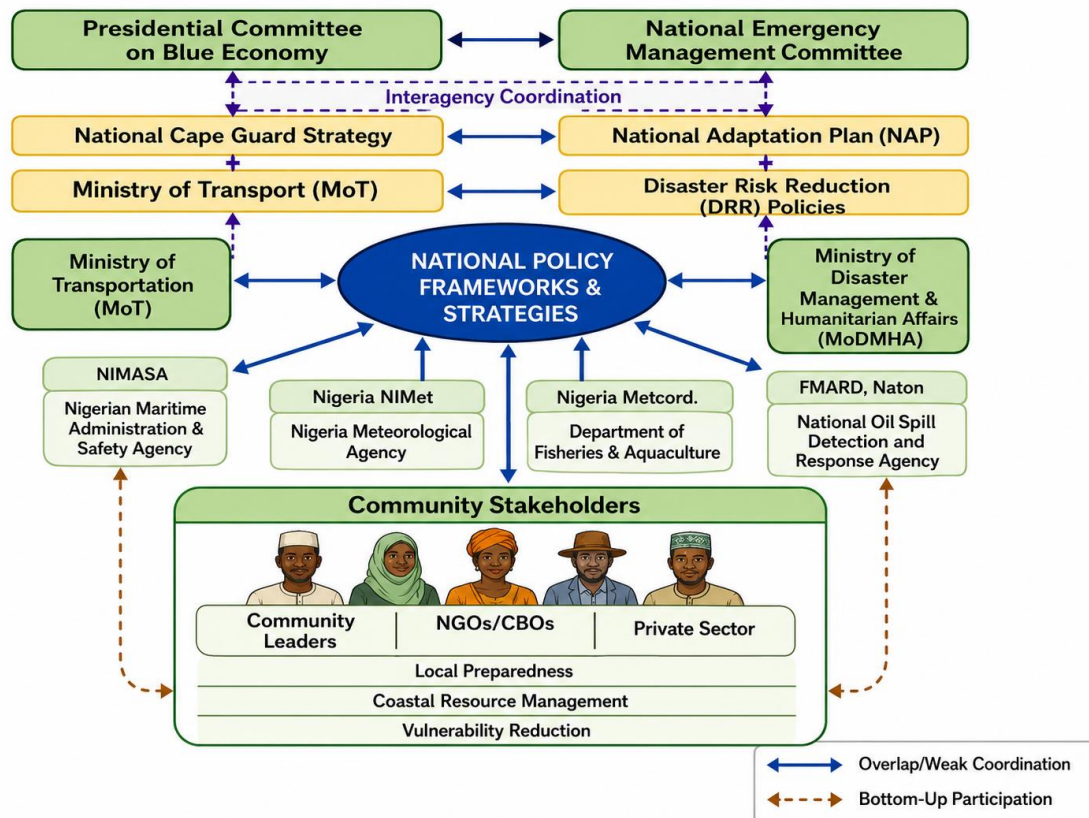 Presidential Committee
on Blue Economy
National Emergency
Management Committee
Interagency Coordination
National Cape Guard Strategy
National Adaptation Plan (NAP)
Ministry of Transport (MoT)
Disaster Risk Reduction
(DRR) Policies
Ministry of
Transportation
(MoT)
NATIONAL POLICY
FRAMEWORKS &
STRATEGIES
Ministry of
Disaster
Management &
Humanitarian Affairs
(MoDMHA)
NIMASA
Nigerian Maritime
Administration &
Safety Agency
Nigeria NIMet
Nigeria Meteorological
Agency
Nigeria Metcord.
Department of
Fisheries & Aquaculture
FMARD, Naton
National Oil Spill
Detection and
Response Agency
Community Stakeholders
Community
Leaders
NGOs/CBOs
Private Sector
Local Preparedness
Coastal Resource Management
Vulnerability Reduction
Overlap/Weak Coordination
Bottom-Up Participation